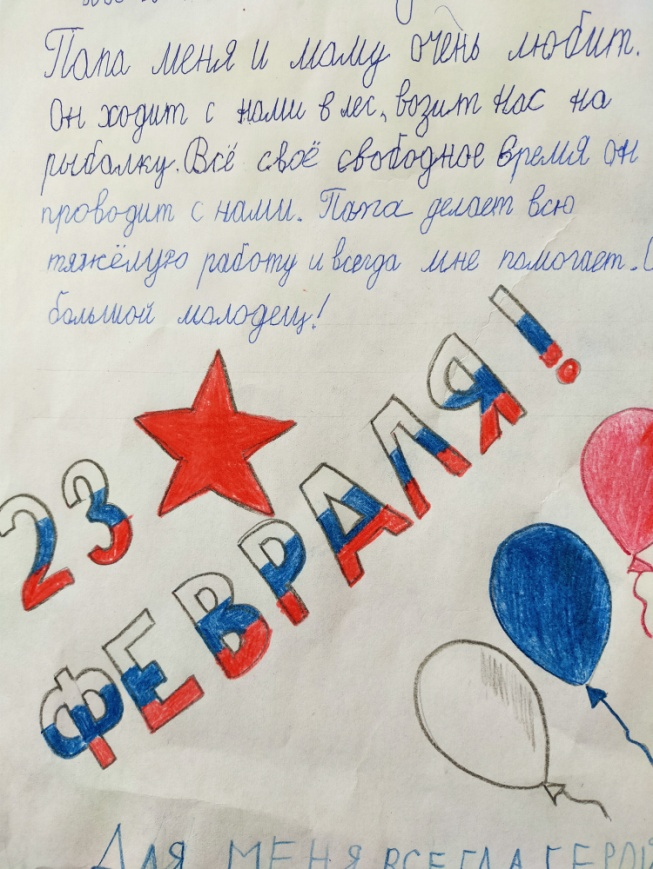 Папа меня и маму очень любит.
Он ходит с нами в лес, возит нас на
рыбалку. Всё своё свободное время он
проводит с нами. Папа делает всю
тяжёлую работу и всегда мне помогает.
большой молодец!
23
ФЕВРАЛЯ!
ДЛЯ МЕНЯ ВСЕГДА ГЕРОЙ